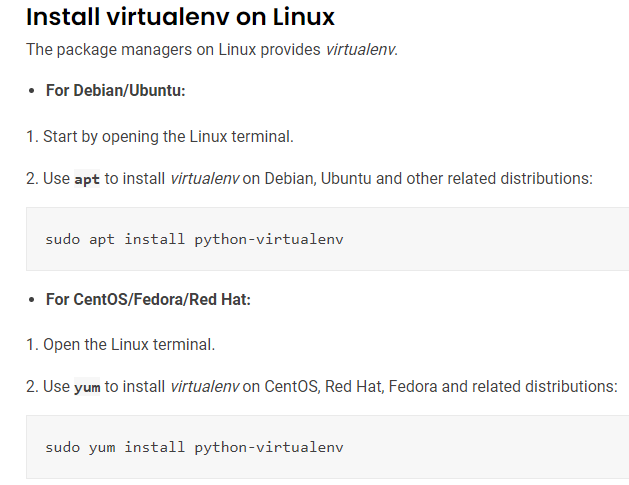 Install virtualenv on Linux
The package managers on Linux provides virtualenv.
• For Debian/Ubuntu:
1. Start by opening the Linux terminal.
2. Use apt to install virtualenv on Debian, Ubuntu and other related distributions:
sudo apt install python-virtualenv
• For CentOS/Fedora/Red Hat:
1. Open the Linux terminal.
2. Use yum to install virtualenv on CentOS, Red Hat, Fedora and related distributions:
sudo yum install python-virtualenv